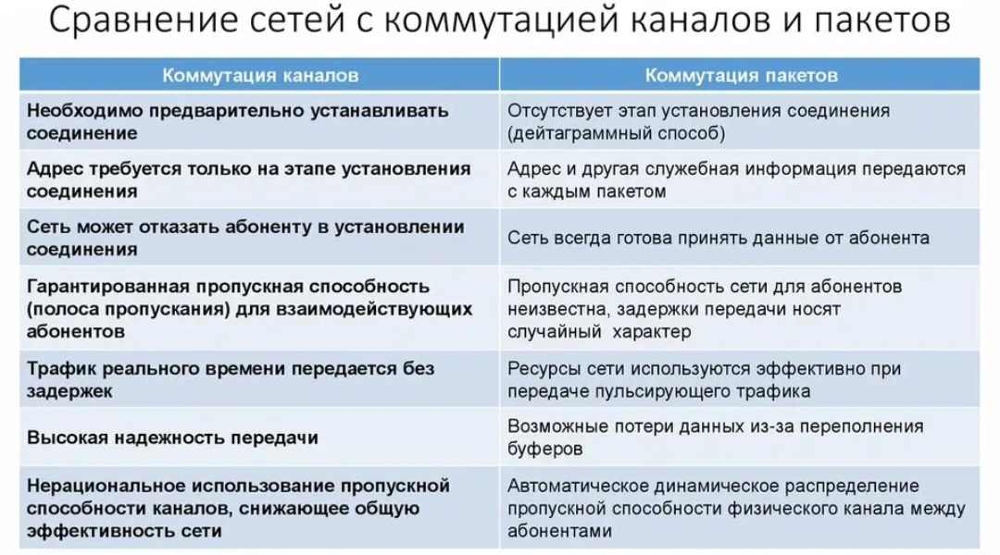 Сравнение сетей с коммутацией каналов и пакетов
Коммутация каналов
Коммутация пакетов
Необходимо предварительно устанавливать
соединение
Отсутствует этап установления соединения
(дейтаграммный способ)
Адрес требуется только на этапе установления
соединения
Адрес и другая служебная информация передаются
с каждым пакетом
Сеть может отказать абоненту в установлении
соединения
Сеть всегда готова принять данные от абонента
Гарантированная пропускная способность
(полоса пропускания) для взаимодействующих
абонентов
Пропускная способность сети для абонентов
неизвестна, задержки передачи носят
случайный характер
Трафик реального времени передается без
задержек
Ресурсы сети используются эффективно при
передаче пульсирующего трафика
Высокая надежность передачи
Возможные потери данных из-за переполнения
буферов
Нерациональное использование пропускной
способности каналов, снижающее общую
эффективность сети
Автоматическое динамическое распределение
пропускной способности физического канала между
абонентами